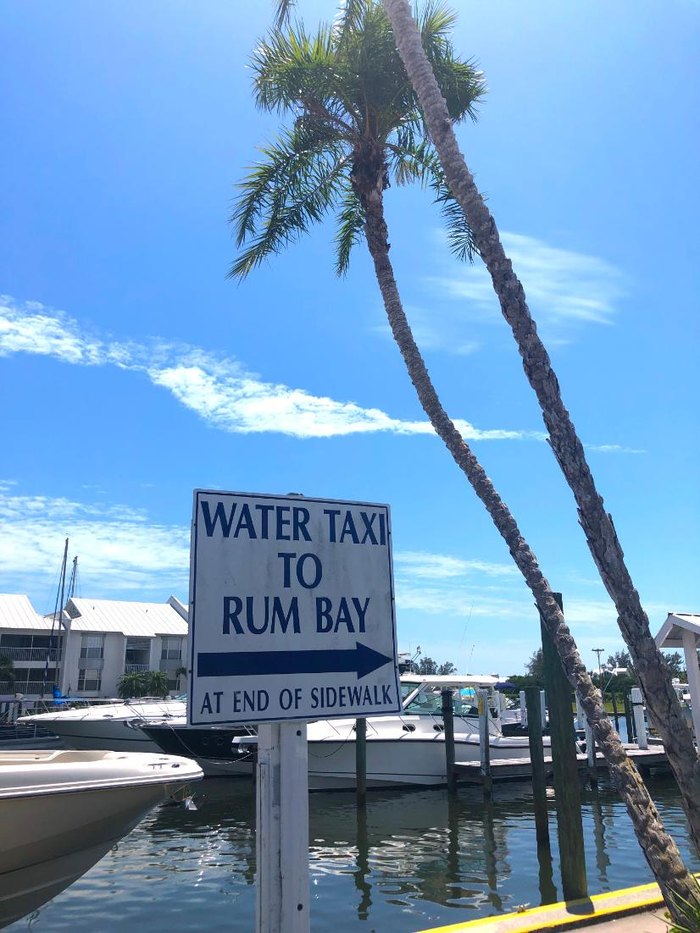 WATER TAXI
TO
RUM BAY
AT END OF SIDEWALK